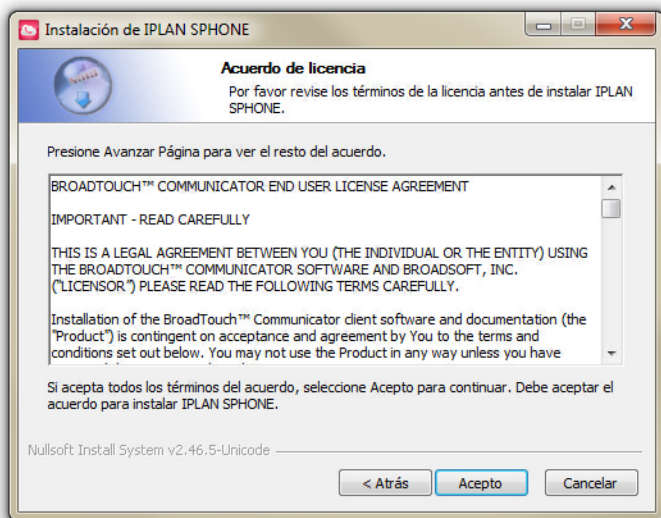 Instalación de IPLAN SPHONE
Acuerdo de licencia
Por favor revise los términos de la licencia antes de instalar IPLAN
SPHONE.
Presione Avanzar Página para ver el resto del acuerdo.
BROADTOUCH™ COMMUNICATOR END USER LICENSE AGREEMENT
IMPORTANT - READ CAREFULLY
THIS IS A LEGAL AGREEMENT BETWEEN YOU (THE INDIVIDUAL OR THE ENTITY) USING
THE BROADTOUCH™ COMMUNICATOR SOFTWARE AND BROADSOFT, INC.
("LICENSOR") PLEASE READ THE FOLLOWING TERMS CAREFULLY.
Installation of the BroadTouch™ Communicator client software and documentation (the
"Product") is contingent on acceptance and agreement by You to the terms and
conditions set out below. You may not use the Product in any way unless you have
Si acepta todos los términos del acuerdo, seleccione Acepto para continuar. Debe aceptar el
acuerdo para instalar IPLAN SPHONE.
Nullsoft Install System v2.46.5-Unicode
< Atrás
Acepto
Cancelar